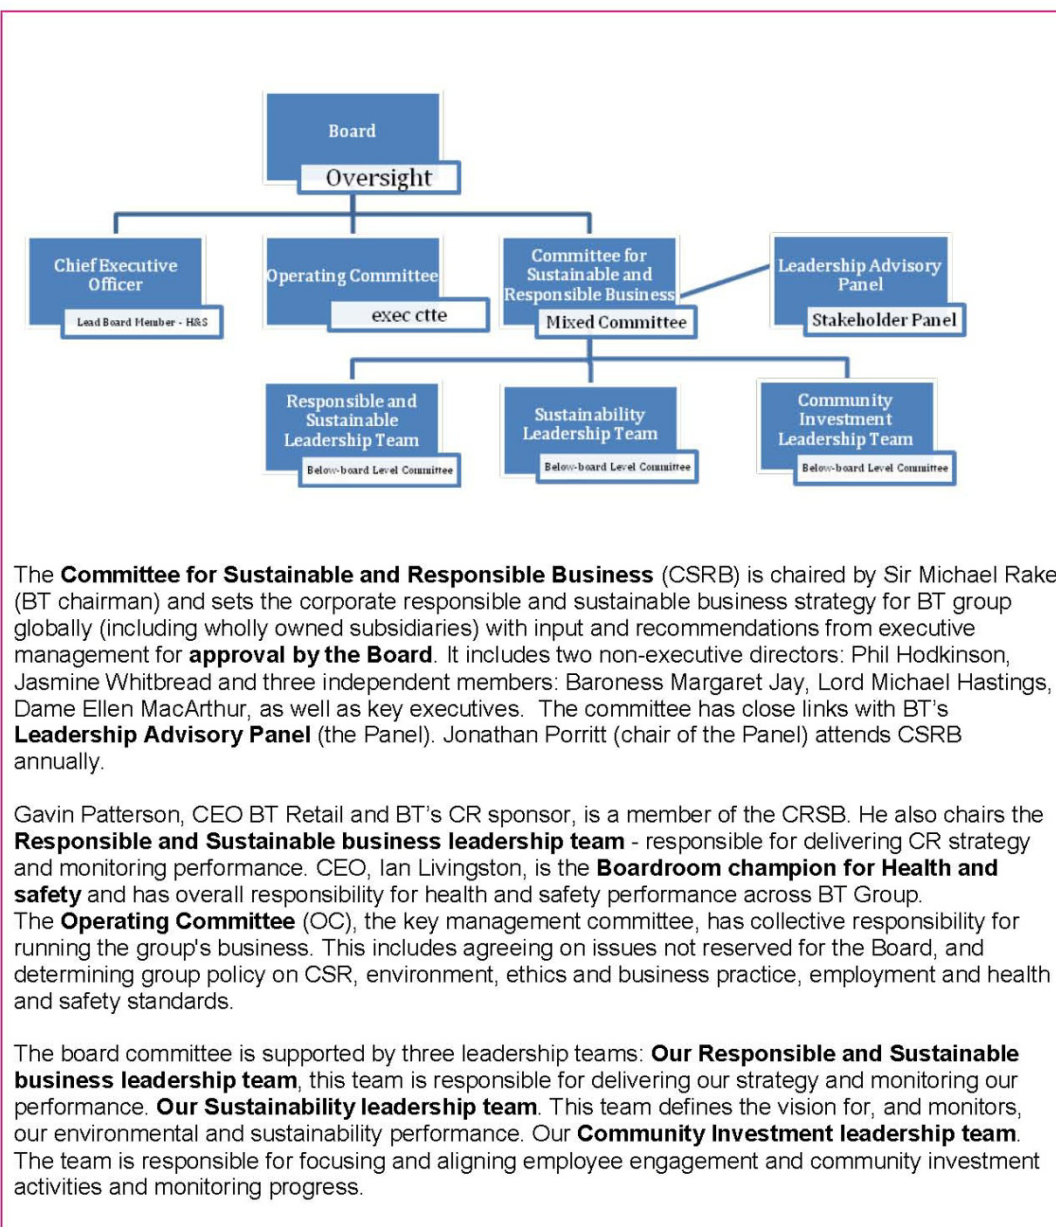 Board
Oversight
Chief Executive
Officer
Lead Board Member - H&S
Operating Committee
exec ctte
Committee for
Sustainable and
Responsible Business
Mixed Committee
Leadership Advisory
Panel
Stakeholder Panel
Responsible and
Sustainable
Leadership Team
Below-board Level Committee
Sustainability
Leadership Team
Below-board Level Committee
Community
Investment
Leadership Team
Below-board Level Committee
The Committee for Sustainable and Responsible Business (CSRB) is chaired by Sir Michael Rake
(BT chairman) and sets the corporate responsible and sustainable business strategy for BT group
globally (including wholly owned subsidiaries) with input and recommendations from executive
management for approval by the Board. It includes two non-executive directors: Phil Hodkinson,
Jasmine Whitbread and three independent members: Baroness Margaret Jay, Lord Michael Hastings,
Dame Ellen MacArthur, as well as key executives. The committee has close links with BT's
Leadership Advisory Panel (the Panel). Jonathan Porritt (chair of the Panel) attends CSRB
annually.
Gavin Patterson, CEO BT Retail and BT's CR sponsor, is a member of the CRSB. He also chairs the
Responsible and Sustainable business leadership team - responsible for delivering CR strategy
and monitoring performance. CEO, Ian Livingston, is the Boardroom champion for Health and
safety and has overall responsibility for health and safety performance across BT Group.
The Operating Committee (OC), the key management committee, has collective responsibility for
running the group's business. This includes agreeing on issues not reserved for the Board, and
determining group policy on CSR, environment, ethics and business practice, employment and health
and safety standards.
The board committee is supported by three leadership teams: Our Responsible and Sustainable
business leadership team, this team is responsible for delivering our strategy and monitoring our
performance. Our Sustainability leadership team. This team defines the vision for, and monitors,
our environmental and sustainability performance. Our Community Investment leadership team.
The team is responsible for focusing and aligning employee engagement and community investment
activities and monitoring progress.